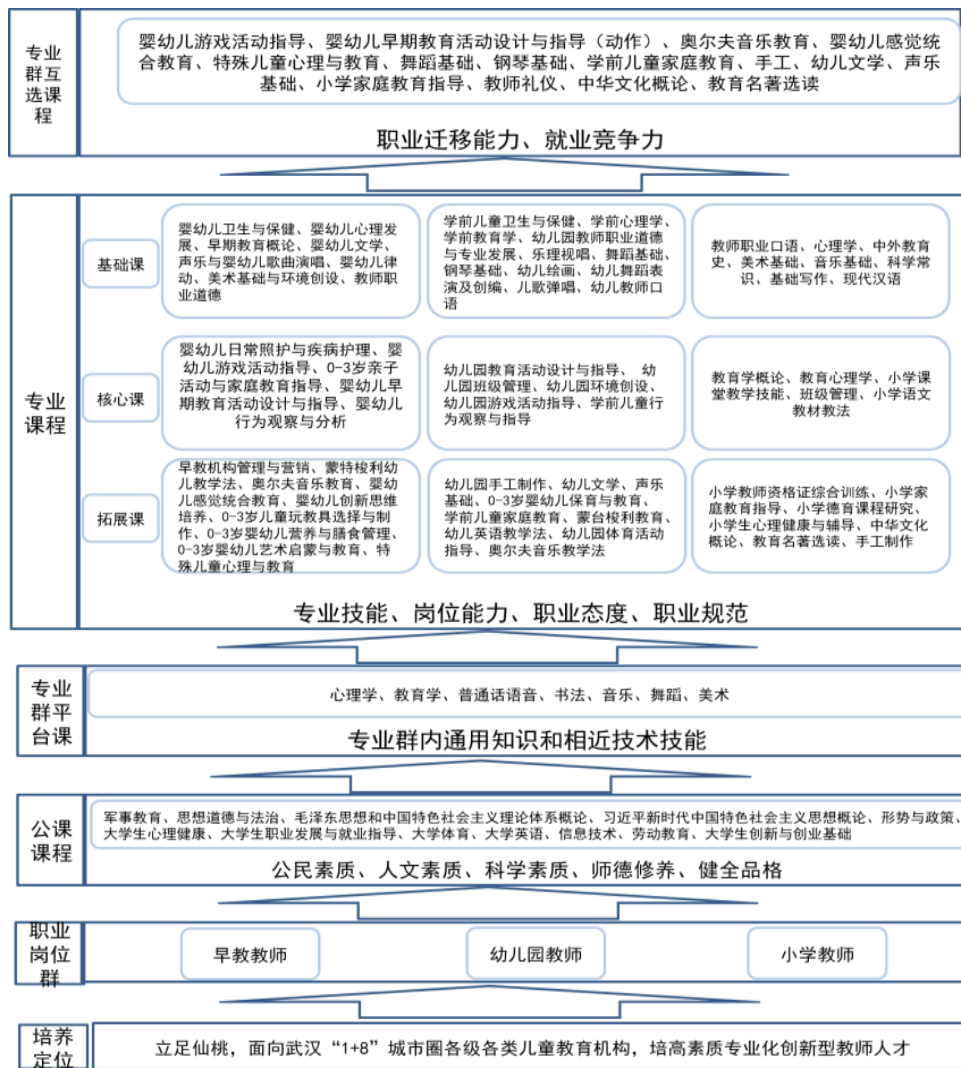 专业
群互
选课
程
婴幼儿游戏活动指导、婴幼儿早期教育活动设计与指导（动作）、奥尔夫音乐教育、婴幼儿感觉统
合教育、特殊儿童心理与教育、舞蹈基础、钢琴基础、学前儿童家庭教育、手工、幼儿文学、声乐
基础、小学家庭教育指导、教师礼仪、中华文化概论、教育名著选读
职业迁移能力、就业竞争力
专业
课程
基础课
婴幼儿卫生与保健、婴幼儿心理发
展、早期教育概论、婴幼儿文学、
声乐与婴幼儿歌曲演唱、婴幼儿律
动、美术基础与环境创设、教师职
业道德
学前儿童卫生与保健、学前心理学、
学前教育学、幼儿园教师职业道德
与专业发展、乐理视唱、舞蹈基础、
钢琴基础、幼儿绘画、幼儿舞蹈表
演及创编、儿歌弹唱、幼儿教师口
语
教师职业口语、心理学、中外教育
史、美术基础、音乐基础、科学常
识、基础写作、现代汉语
核心课
婴幼儿日常照护与疾病护理、婴
幼儿游戏活动指导、0-3岁亲子
活动与家庭教育指导、婴幼儿早
期教育活动设计与指导、婴幼儿
行为观察与分析
幼儿园教育活动设计与指导、 幼
儿园班级管理、幼儿园环境创设、
幼儿园游戏活动指导、学前儿童行
为观察与指导
教育学概论、教育心理学、小学课
堂教学技能、班级管理、小学语文
教材教法
拓展课
早教机构管理与营销、蒙特梭利幼
儿教学法、奥尔夫音乐教育、婴幼
儿感觉统合教育、婴幼儿创新思维
培养、0-3岁儿童玩教具选择与制
作、0-3岁婴幼儿营养与膳食管理、
0-3岁婴幼儿艺术启蒙与教育、特
殊儿童心理与教育
幼儿园手工制作、幼儿文学、声乐
基础、0-3岁婴幼儿保育与教育、
学前儿童家庭教育、蒙台梭利教育、
幼儿英语教学法、幼儿园体育活动
指导、奥尔夫音乐教学法
小学教师资格证综合训练、小学家
庭教育指导、小学德育课程研究、
小学生心理健康与辅导、中华文化
概论、教育名著选读、手工制作
专业技能、岗位能力、职业态度、职业规范
专业
群平
台课
心理学、教育学、普通话语音、书法、音乐、舞蹈、美术
专业群内通用知识和相近技术技能
公课
课程
军事教育、思想道德与法治、毛泽东思想和中国特色社会主义理论体系概论、习近平新时代中国特色社会主义思想概论、形势与政策、
大学生心理健康、大学生职业发展与就业指导、大学体育、大学英语、信息技术、劳动教育、大学生创新与创业基础
公民素质、人文素质、科学素质、师德修养、健全品格
职业
岗位
群
早教教师
幼儿园教师
小学教师
培养
定位
立足仙桃，面向武汉“1+8”城市圈各级各类儿童教育机构，培高素质专业化创新型教师人才